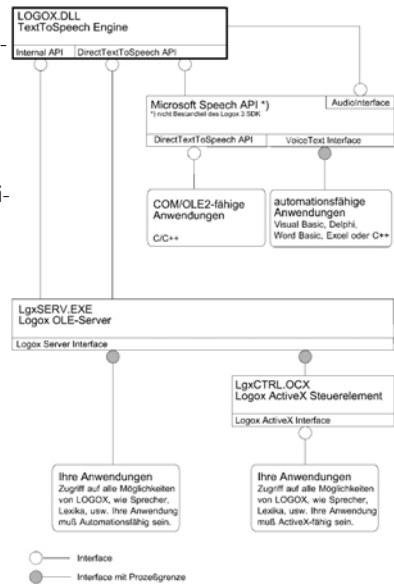 LOGOX.DLL
TextToSpeech Engine
Internal API
DirectTextToSpeech API
Microsoft Speech API *)
*) nicht Bestandteil des Logox 3 SDK
AudioInterface
DirectTextToSpeech API
VoiceText Interface
COM/OLE2-fähige
Anwendungen
C/C++
automationsfähige
Anwendungen
Visual Basic, Delphi,
Word Basic, Excel oder C++
i-
LgxSERV.EXE
Logox OLE-Server
Logox Server Interface
LgxCTRL.OCX
Logox ActiveX Steuerelement
Logox ActiveX Interface
Ihre Anwendungen
Zugriff auf alle Möglichkeiten
von LOGOX, wie Sprecher,
Lexika, usw. Ihre Anwendung
muß Automationsfähig sein.
Ihre Anwendungen
Zugriff auf alle Möglichkeiten
von LOGOX, wie Sprecher,
Lexika, usw. Ihre Anwendung
muß ActiveX-fähig sein.
Interface
Interface mit Prozeßgrenze